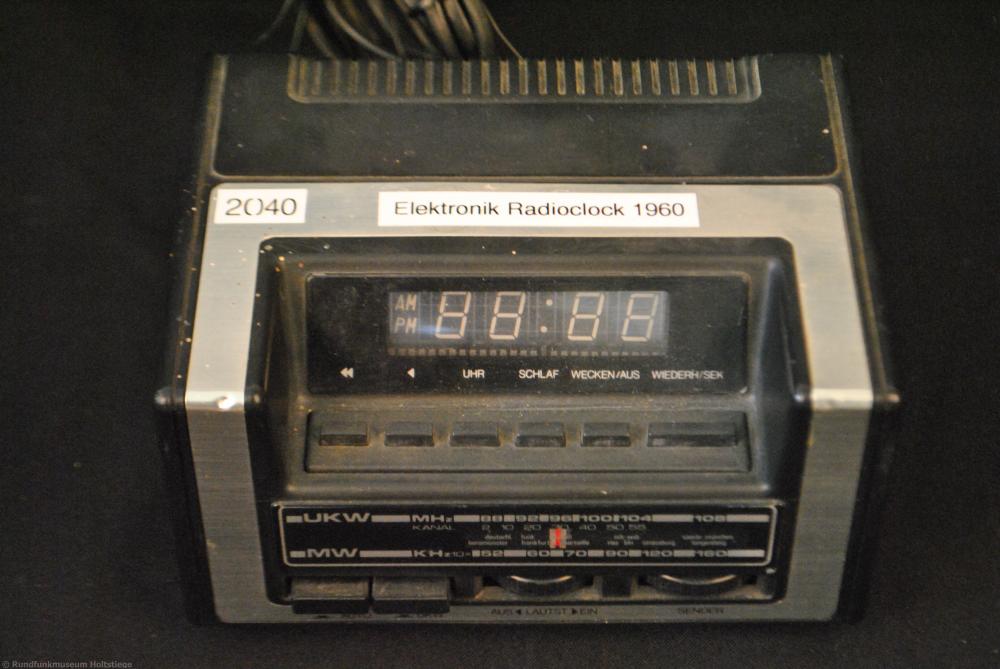 2040
Elektronik Radioclock 1960
AM
PM
88:88
UHR SCHLAF WECKEN/AUS WIEDERH/SEK
UKW MHz 88 92 96 100 104 108
KANAL 2 10 20 30 40 50 55
MW KHz10 52 60 70 90 120 160
AUS LAUTST EIN SENDER
© Rundfunkmuseum Holtstiege